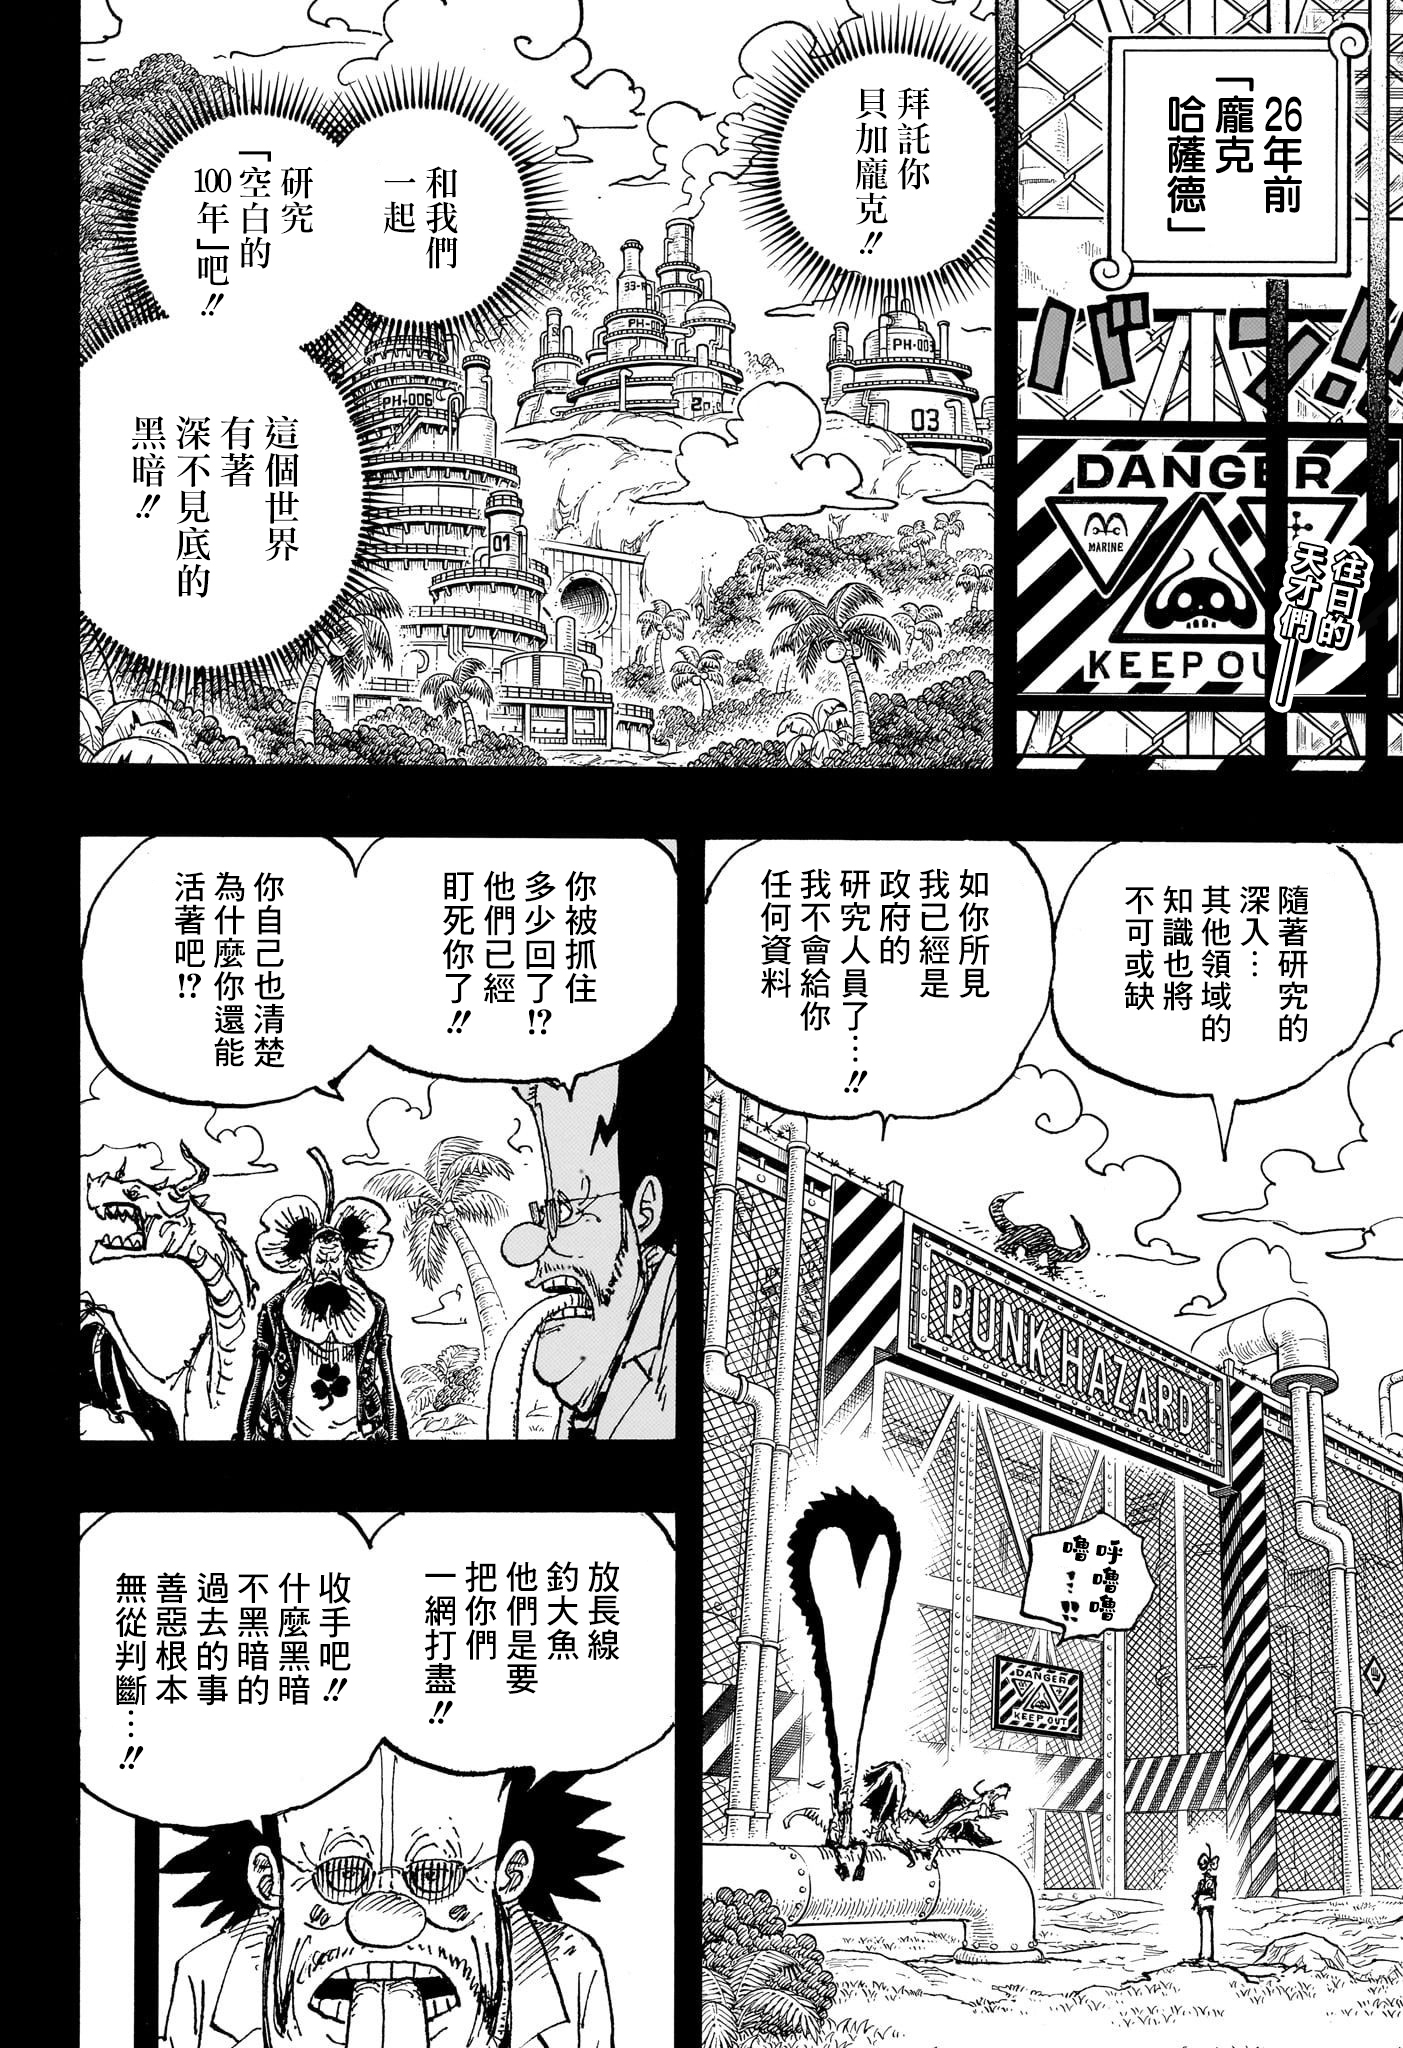 26年前
「龐克
哈薩德」
バン!!
DANGER
MARINE
KEEP OU
往日的
天才們
拜託你
貝加龐克!!
和我們
一起
研究
「空白的
100年」吧!!
這個世界
有著
深不見底的
黑暗!!
PH-003
03
33-R
PH-00
PH-006
01
隨著研究的
深入…
其他領域的
知識也將
不可或缺
如你所見
我已經是
政府的
研究人員了…!!
我不會給你
任何資料
PUNK HAZARD
呼嚕嚕
嚕…!!
DANGER
KEEP OUT
你被抓住
多少回了!?
他們已經
盯死你了!!
你自己也清楚
為什麼你還能
活著吧!?
放長線
釣大魚
他們是要
把你們
一網打盡!!
收手吧!!
什麼黑暗
不黑暗的
過去的事
善惡根本
無從判斷…!!